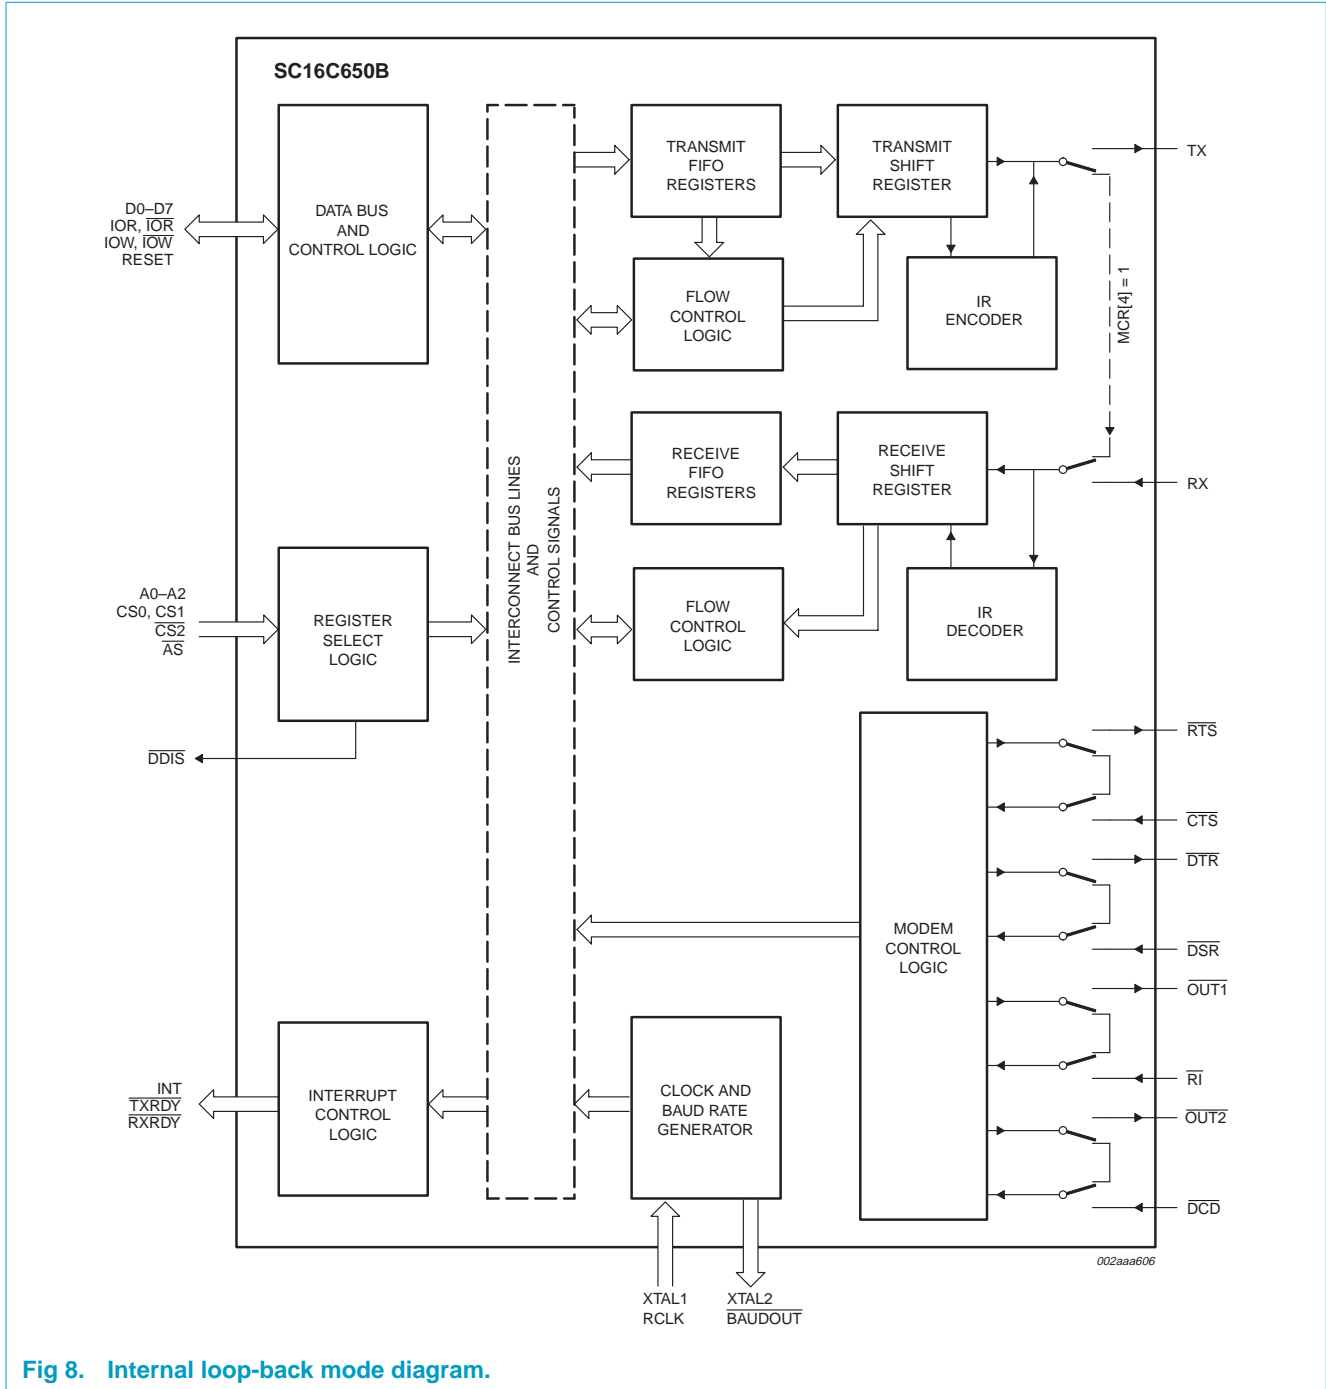 SC16C650B
D0–D7
IOR, IOR
IOW, IOW
RESET
DATA BUS
AND
CONTROL LOGIC
TRANSMIT
FIFO
REGISTERS
TRANSMIT
SHIFT
REGISTER
TX
FLOW
CONTROL
LOGIC
IR
ENCODER
MCR[4] = 1
INTERCONNECT BUS LINES
AND
CONTROL SIGNALS
RECEIVE
FIFO
REGISTERS
RECEIVE
SHIFT
REGISTER
RX
A0–A2
CS0, CS1
CS2
AS
REGISTER
SELECT
LOGIC
FLOW
CONTROL
LOGIC
IR
DECODER
DDIS
MODEM
CONTROL
LOGIC
RTS
CTS
DTR
DSR
OUT1
RI
OUT2
DCD
INT
TXRDY
RXRDY
INTERRUPT
CONTROL
LOGIC
CLOCK AND
BAUD RATE
GENERATOR
XTAL1
RCLK
XTAL2
BAUDOUT
002aaa606
Fig 8. Internal loop-back mode diagram.